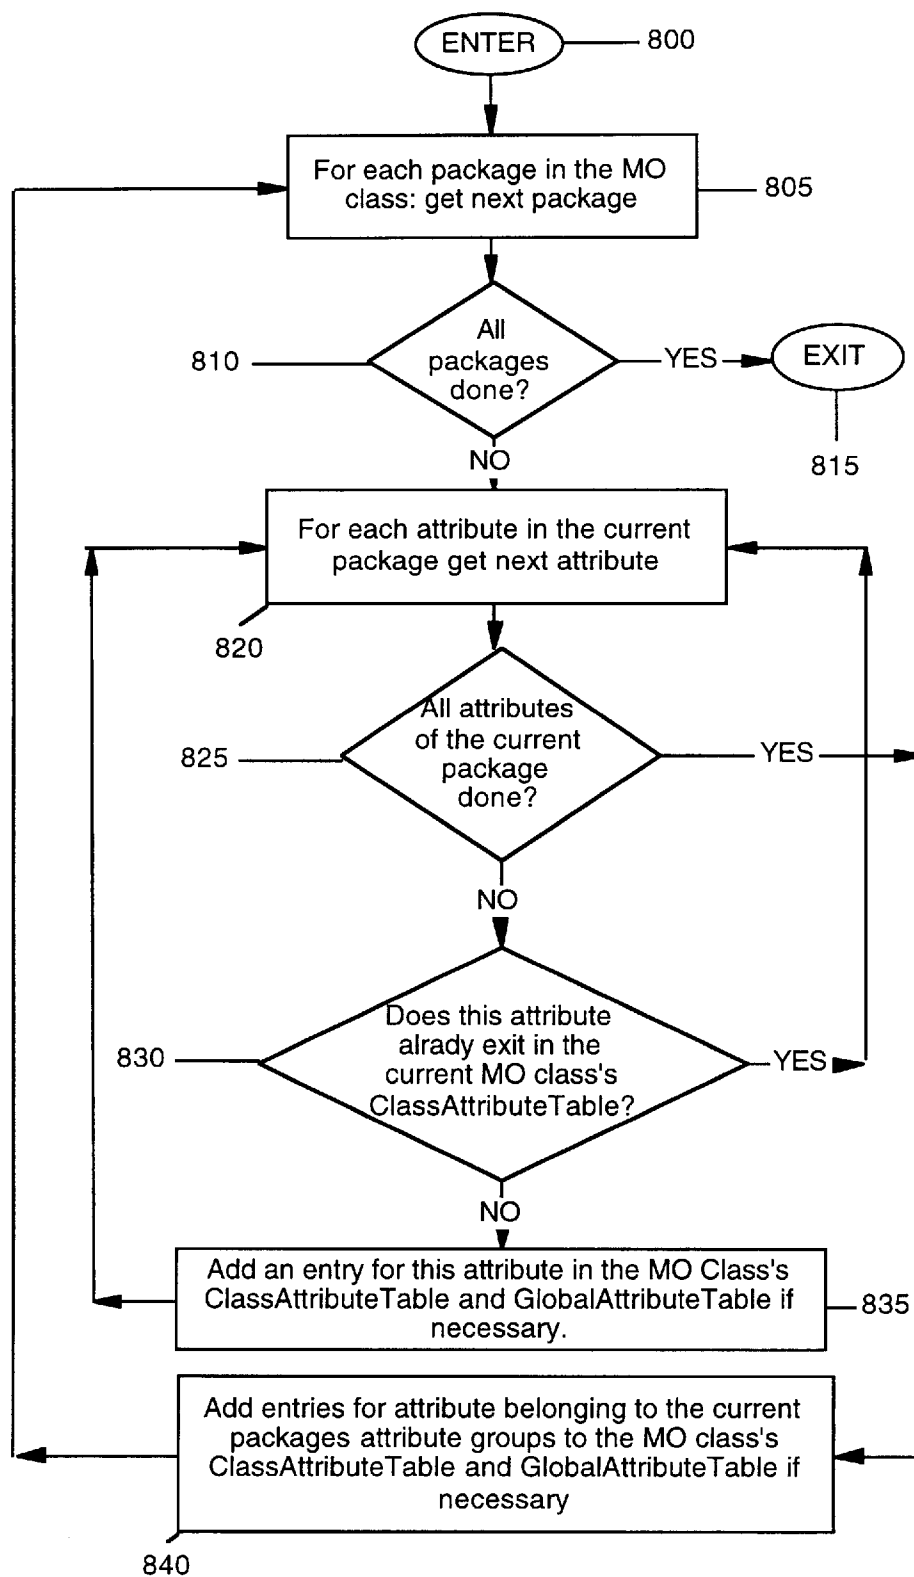 ENTER
800
For each package in the MO
class: get next package
805
All
packages
done?
810
YES
EXIT
815
NO
For each attribute in the current
package get next attribute
820
All attributes
of the current
package
done?
825
YES
NO
Does this attribute
alrady exit in the
current MO class's
ClassAttributeTable?
830
YES
NO
Add an entry for this attribute in the MO Class's
ClassAttributeTable and GlobalAttributeTable if
necessary.
835
Add entries for attribute belonging to the current
packages attribute groups to the MO class's
ClassAttributeTable and GlobalAttributeTable if
necessary
840